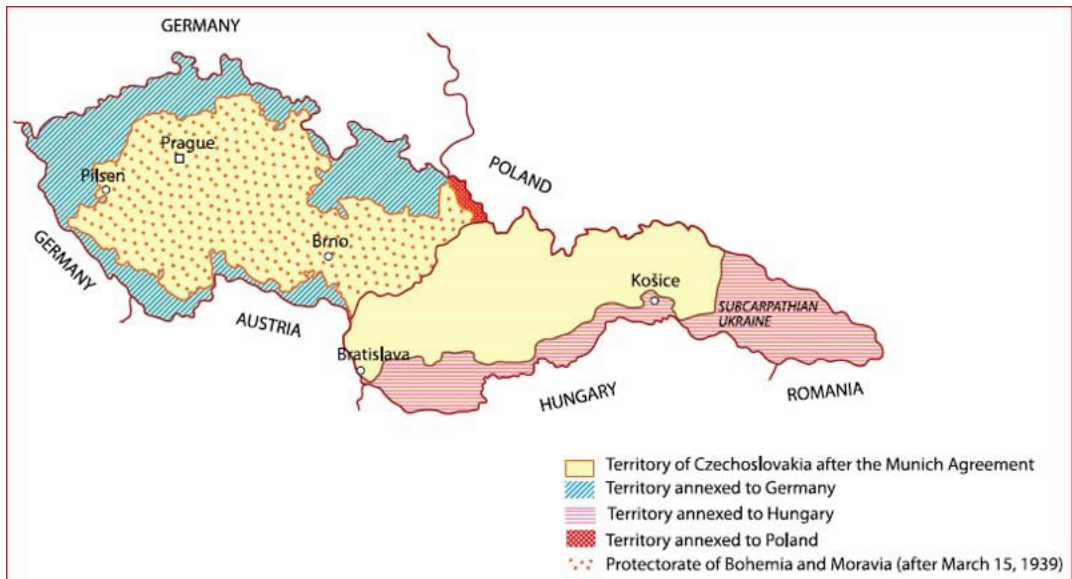 GERMANY
Prague
POLAND
Pilsen
GERMANY
Brno
Košice
SUBCARPATHIAN
UKRAINE
AUSTRIA
Bratislava
HUNGARY
ROMANIA
Territory of Czechoslovakia after the Munich Agreement
Territory annexed to Germany
Territory annexed to Hungary
Territory annexed to Poland
Protectorate of Bohemia and Moravia (after March 15, 1939)